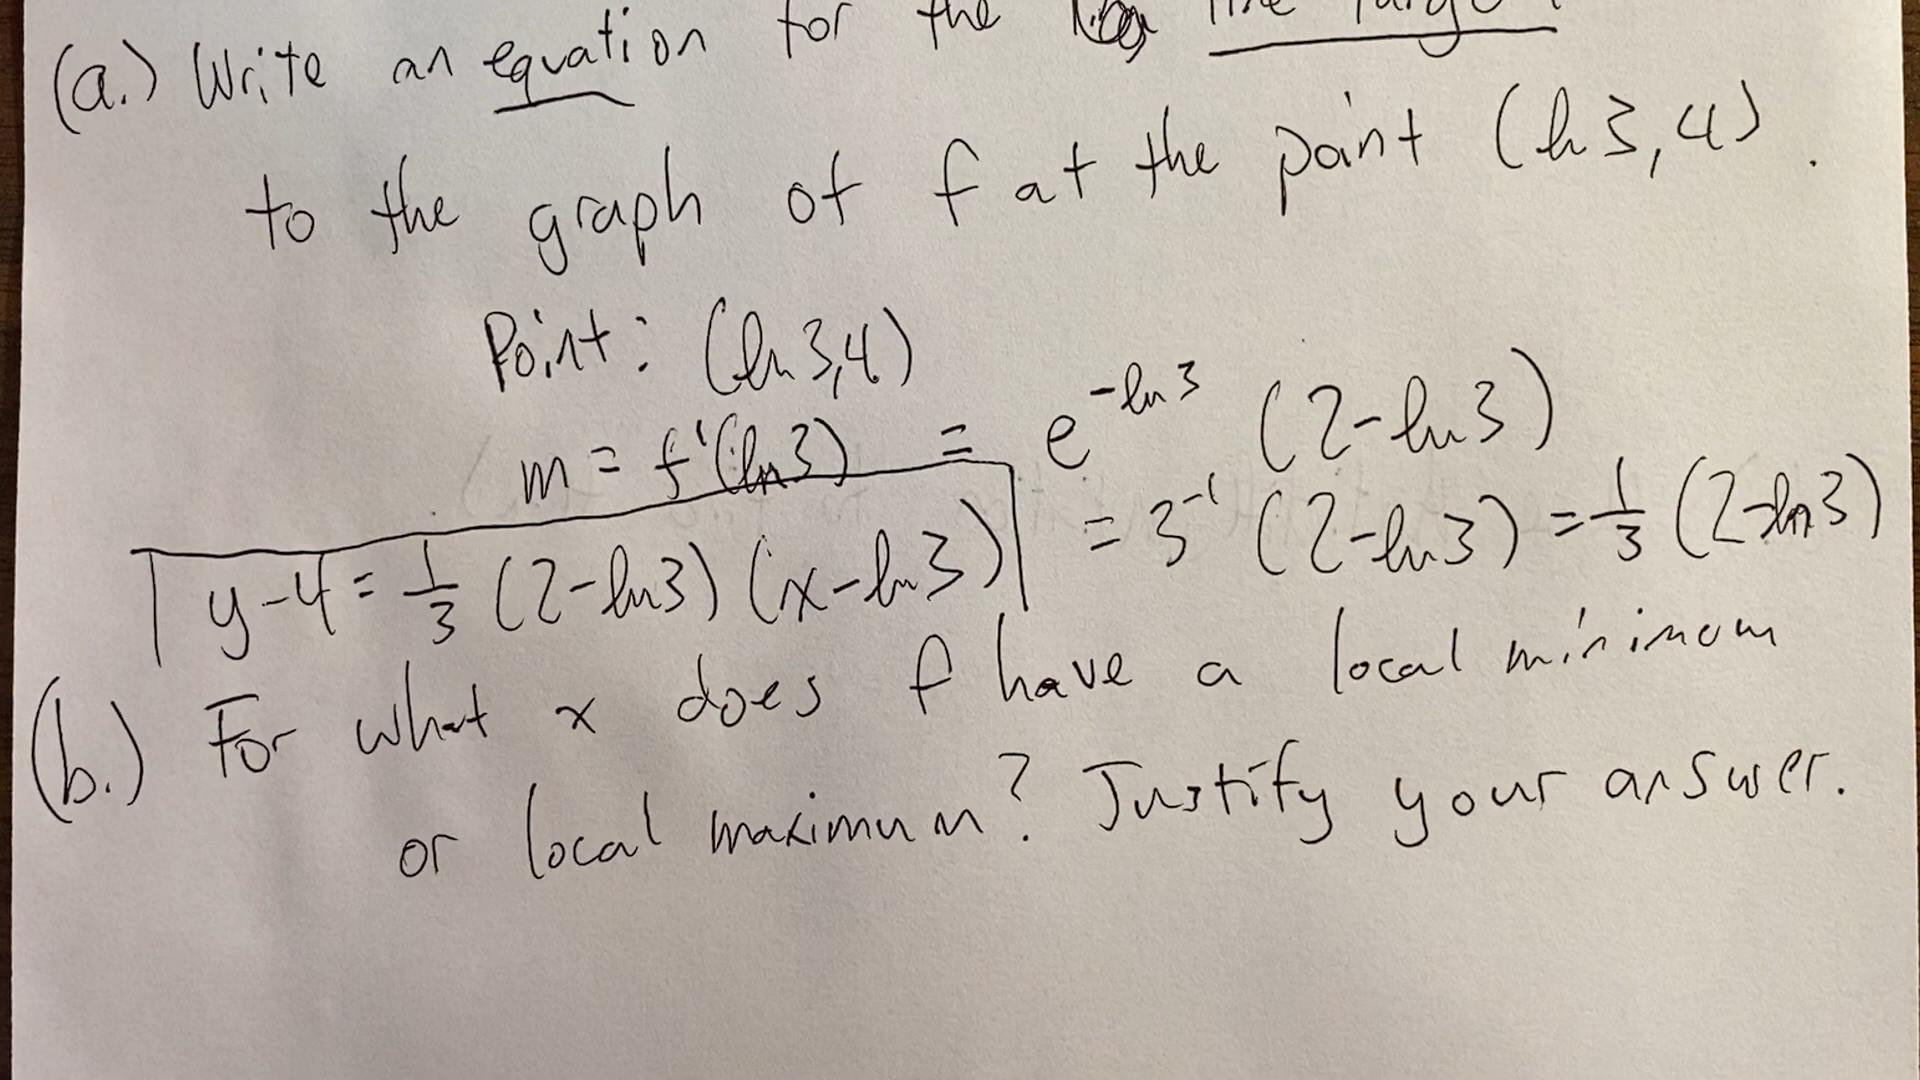 (a.) Write an equation for the line
to the graph of f at the point (ln 3, 4).
Point: (ln 3, 4)
m = f'(ln 3) = e^{-ln 3} (2-ln 3)
= 3^{-1} (2-ln 3) = 1/3 (2-ln 3)
y-4 = 1/3 (2-ln 3) (x-ln 3)
(b.) For what x does f have a local minimum
or local maximum? Justify your answer.